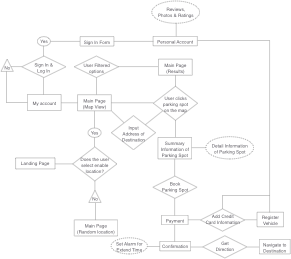 Reviews,
Photos & Ratings
Yes
Sign in Form
Personal Account
No
Sign in &
Log in
User Filtered
options
Main Page
(Results)
My account
Main Page
(Map View)
User clicks
parking spot
on the map
Input
Address of
Destination
Yes
Summary
Information of
Parking Spot
Detail Information
of Parking Spot
Landing Page
Does the user
select enable
location?
Book
Parking Spot
No
Main Page
(Random location)
Payment
Add Credit
Card Information
Register
Vehicle
Set Alarm for
Extend Time
Confirmation
Get
Direction
Navigate to
Destination